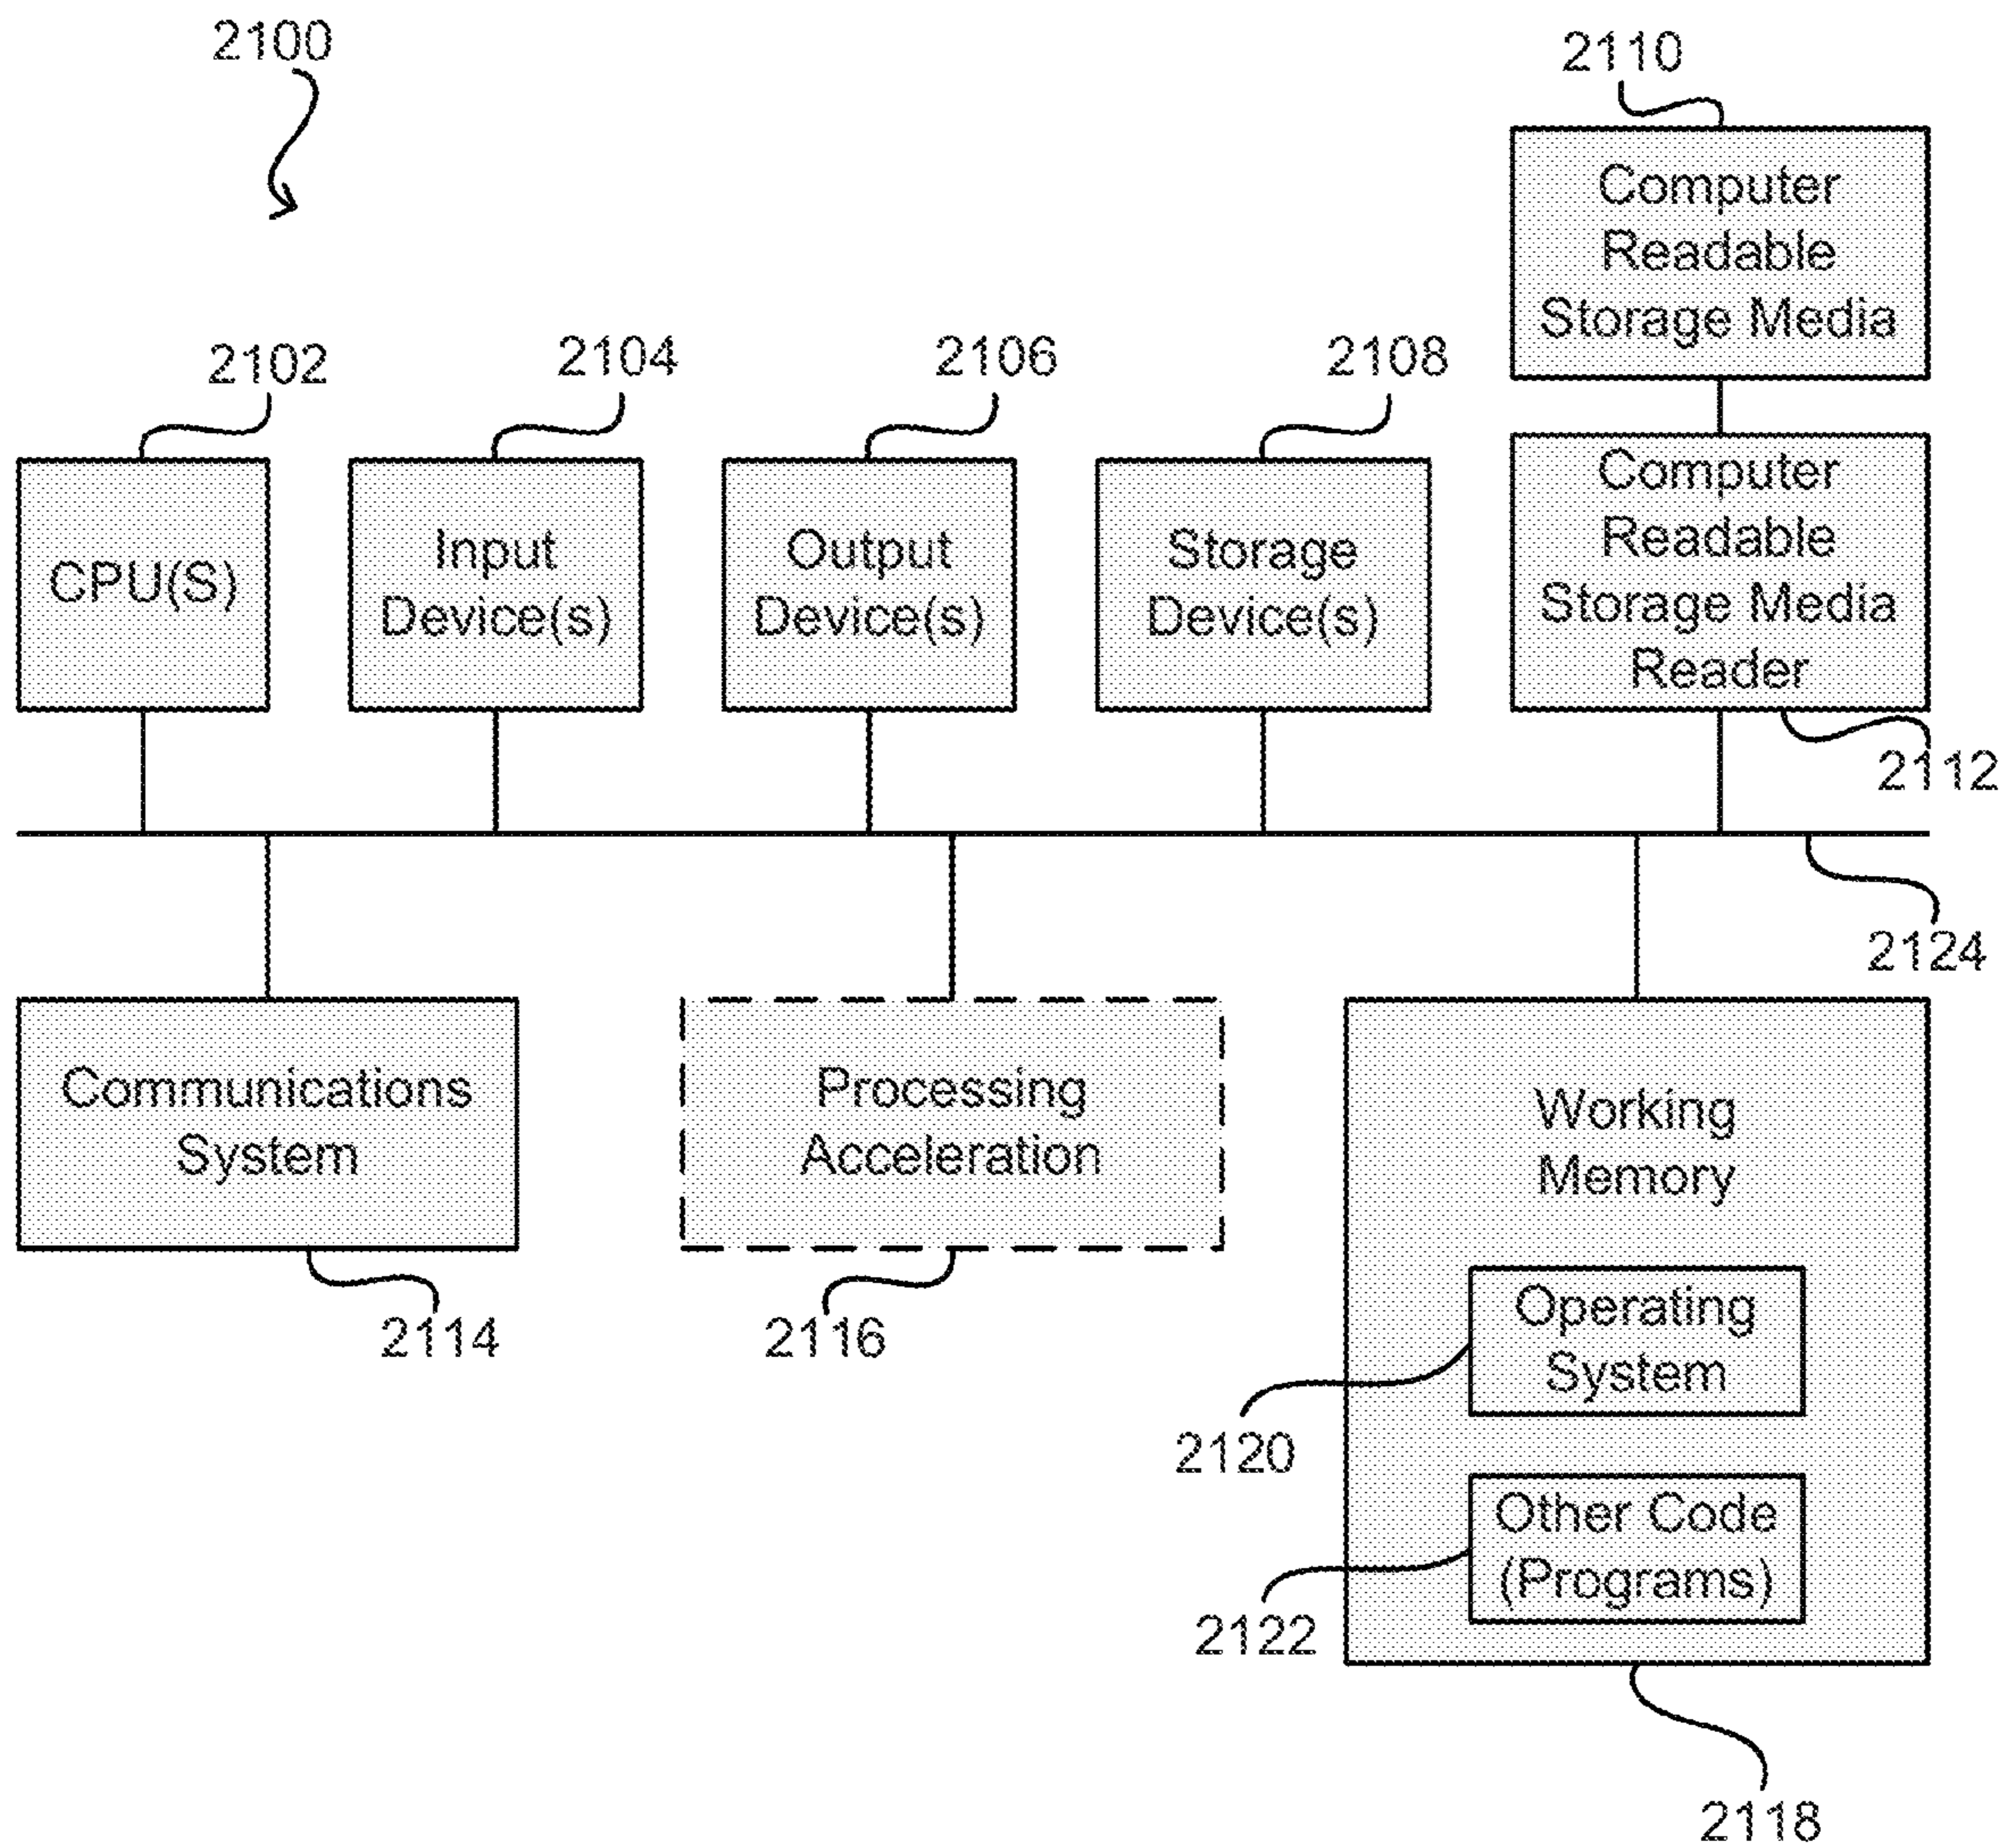 2100
2110
Computer
Readable
Storage Media
2102
2104
2106
2108
CPU(S)
Input
Device(s)
Output
Device(s)
Storage
Device(s)
Computer
Readable
Storage Media
Reader
2112
2124
Communications
System
2114
Processing
Acceleration
2116
Working
Memory
Operating
System
2120
Other Code
(Programs)
2122
2118